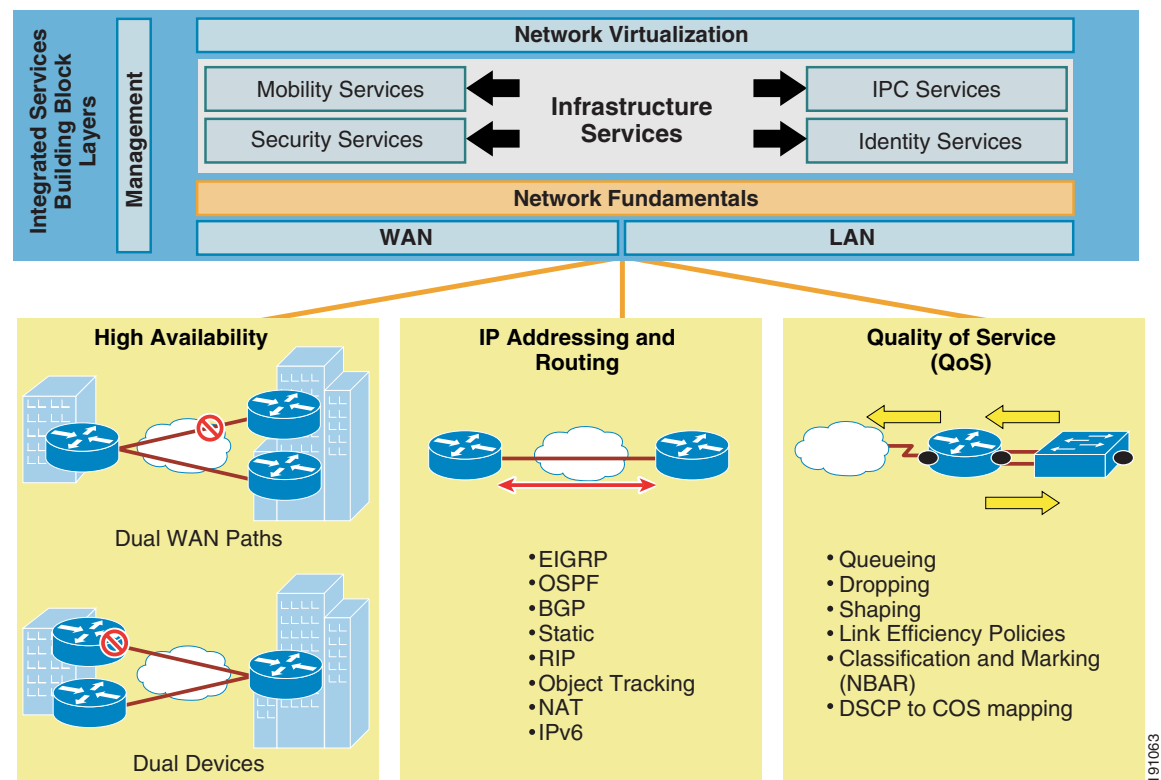 Integrated Services
Building Block
Layers
Management
Network Virtualization
Mobility Services
Security Services
Infrastructure
Services
IPC Services
Identity Services
Network Fundamentals
WAN
LAN
High Availability
Dual WAN Paths
Dual Devices
IP Addressing and
Routing
•EIGRP
•OSPF
•BGP
•Static
•RIP
•Object Tracking
•NAT
•IPv6
Quality of Service
(QoS)
• Queueing
• Dropping
• Shaping
• Link Efficiency Policies
• Classification and Marking
(NBAR)
• DSCP to COS mapping
191063